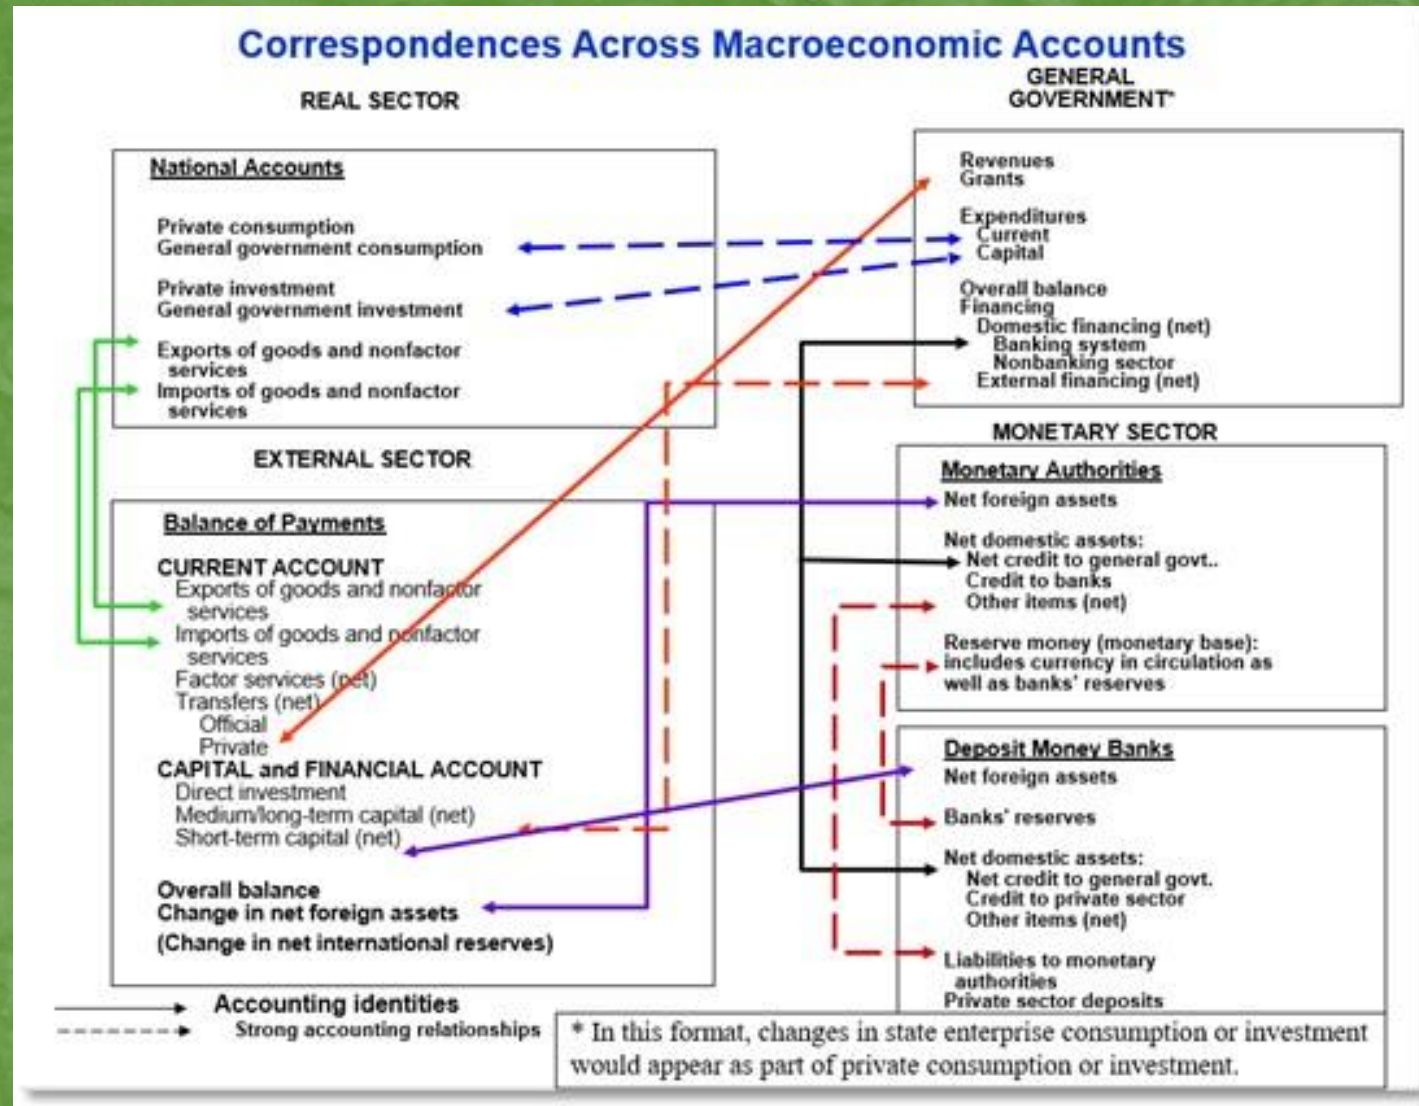 Correspondences Across Macroeconomic Accounts
REAL SECTOR
National Accounts
Private consumption
General government consumption
Private investment
General government investment
Exports of goods and nonfactor
services
Imports of goods and nonfactor
services
EXTERNAL SECTOR
Balance of Payments
CURRENT ACCOUNT
Exports of goods and nonfactor
services
Imports of goods and nonfactor
services
Factor services (net)
Transfers (net)
Official
Private
CAPITAL and FINANCIAL ACCOUNT
Direct investment
Medium/long-term capital (net)
Short-term capital (net)
Overall balance
Change in net foreign assets
(Change in net international reserves)
GENERAL
GOVERNMENT*
Revenues
Grants
Expenditures
Current
Capital
Overall balance
Financing
Domestic financing (net)
Banking system
Nonbanking sector
External financing (net)
MONETARY SECTOR
Monetary Authorities
Net foreign assets
Net domestic assets:
Net credit to general govt..
Credit to banks
Other items (net)
Reserve money (monetary base):
includes currency in circulation as
well as banks' reserves
Deposit Money Banks
Net foreign assets
Banks' reserves
Net domestic assets:
Net credit to general govt.
Credit to private sector
Other items (net)
Liabilities to monetary
authorities
Private sector deposits
Accounting identities
Strong accounting relationships
* In this format, changes in state enterprise consumption or investment
would appear as part of private consumption or investment.